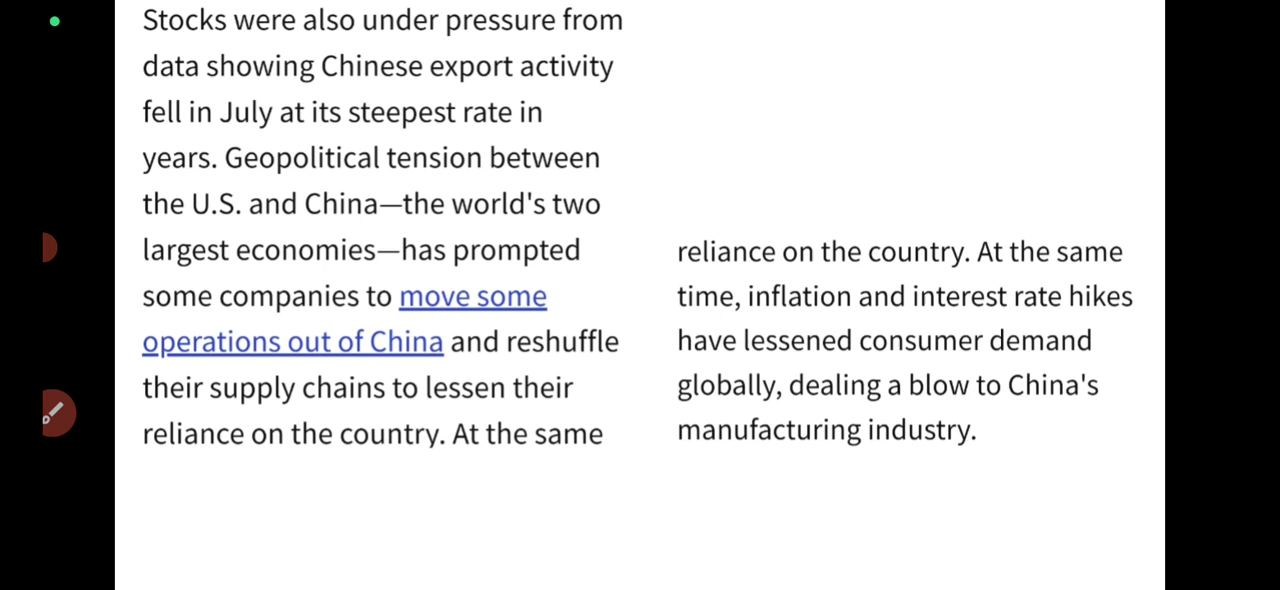 Stocks were also under pressure from
data showing Chinese export activity
fell in July at its steepest rate in
years. Geopolitical tension between
the U.S. and China—the world's two
largest economies—has prompted
some companies to move some
operations out of China and reshuffle
their supply chains to lessen their
reliance on the country. At the same
reliance on the country. At the same
time, inflation and interest rate hikes
have lessened consumer demand
globally, dealing a blow to China's
manufacturing industry.